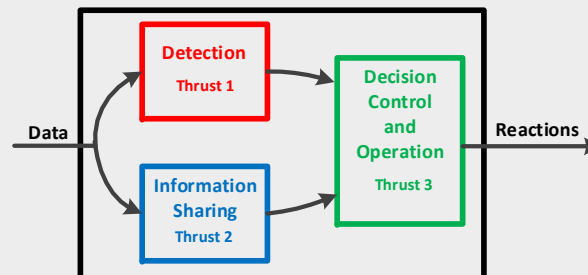 Data
Detection
Thrust 1
Information
Sharing
Thrust 2
Decision
Control
and
Operation
Thrust 3
Reactions